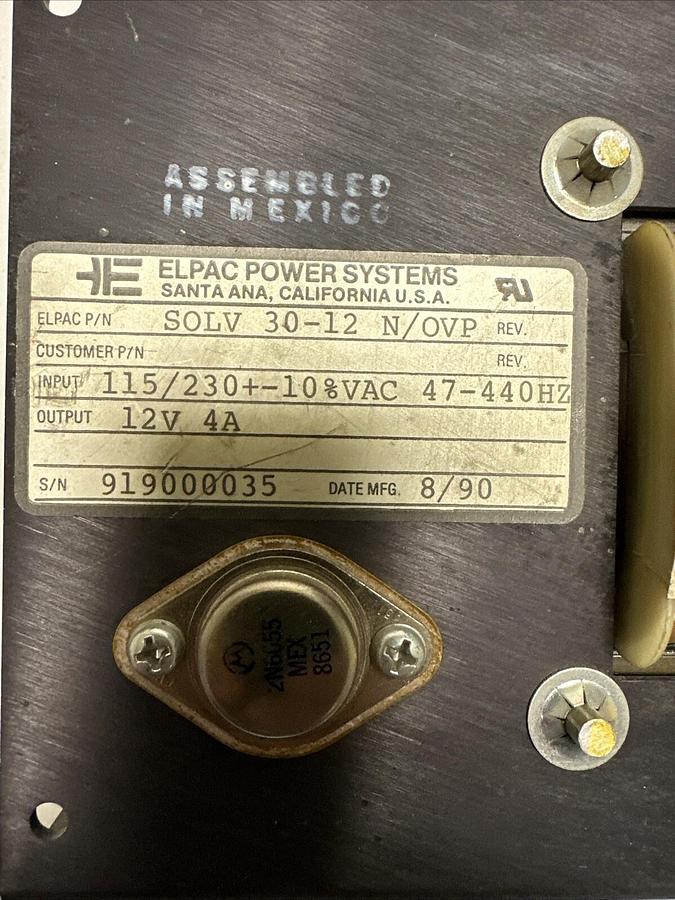 ASSEMBLED
IN MEXICO
ELPAC POWER SYSTEMS
SANTA ANA, CALIFORNIA U.S.A.
ELPAC P/N SOLV 30-12 N/OVP REV.
CUSTOMER P/N REV.
INPUT 115/230+-10%VAC 47-440HZ
OUTPUT 12V 4A
S/N 919000035 DATE MFG. 8/90
2N6055
MEX
8651